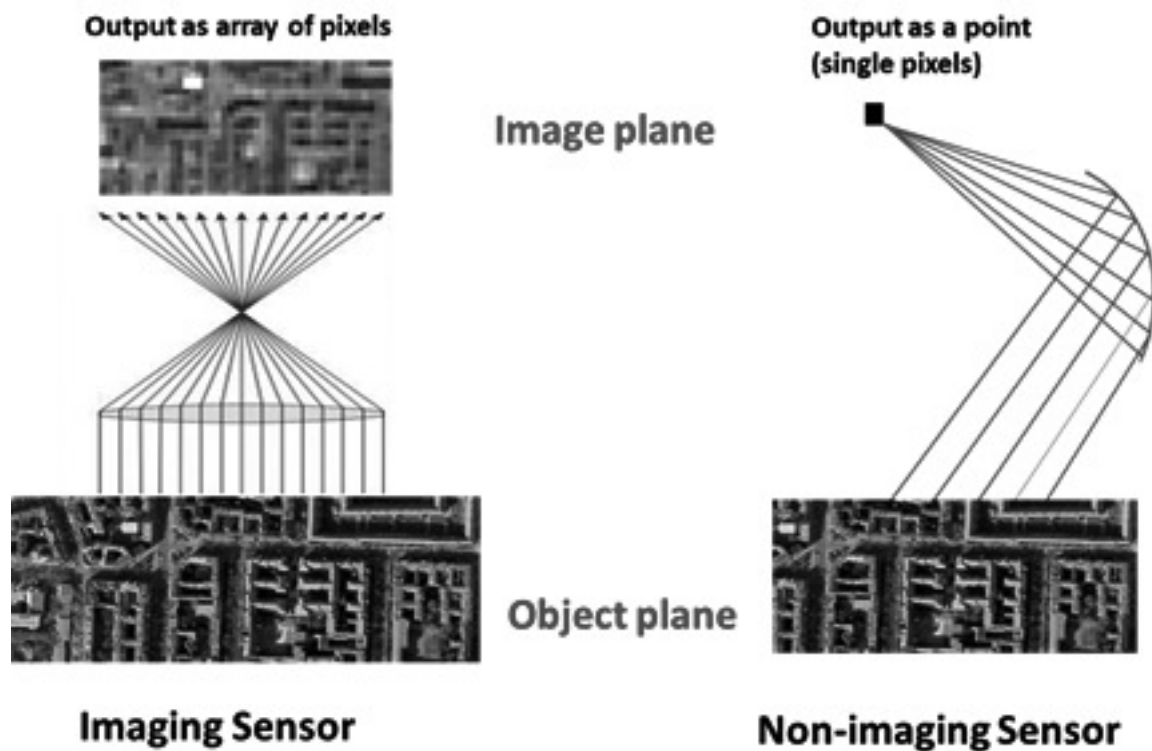 Output as array of pixels
Output as a point
(single pixels)
Image plane
Object plane
Imaging Sensor
Non-imaging Sensor